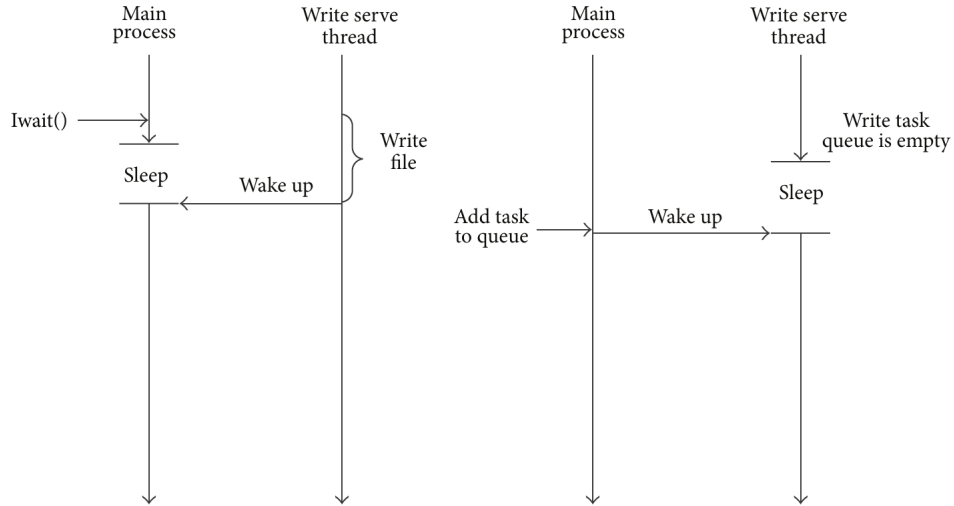 Main
process
Write serve
thread
Iwait()
Sleep
Wake up
Write
file
Main
process
Write serve
thread
Write task
queue is empty
Sleep
Add task
to queue
Wake up